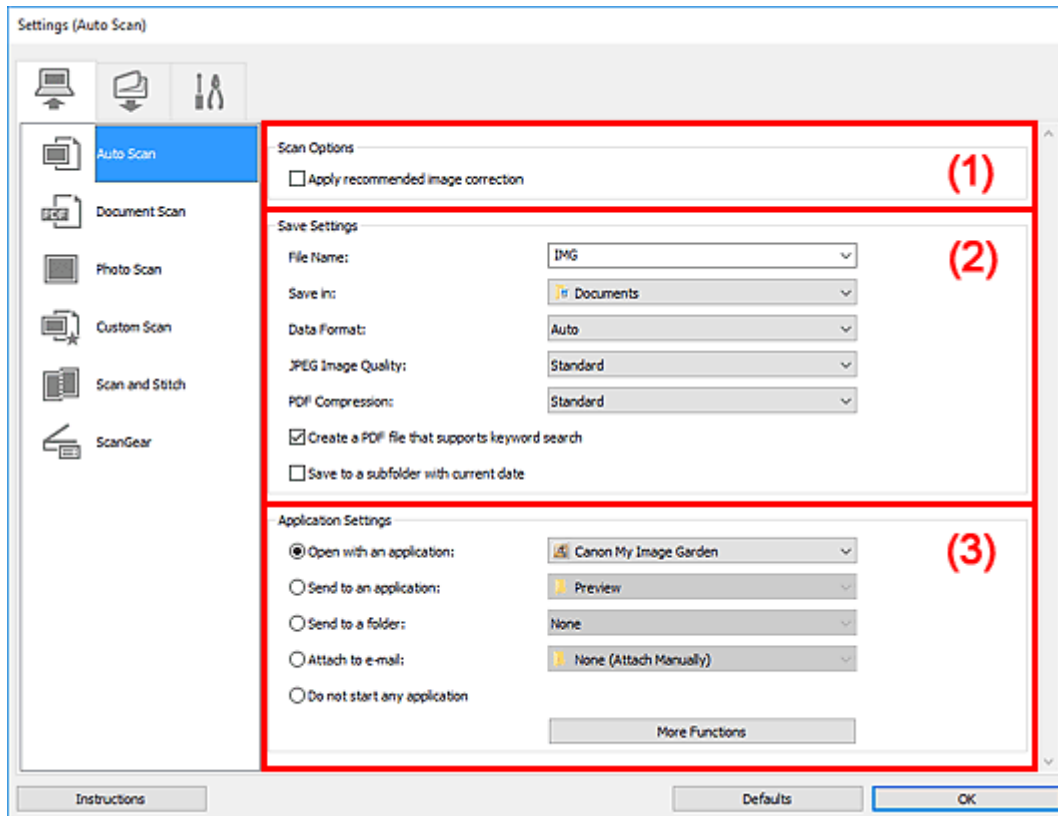 Settings (Auto Scan)
Auto Scan
Document Scan
Photo Scan
Custom Scan
Scan and Stitch
ScanGear
Scan Options
Apply recommended image correction
(1)
Save Settings
(2)
File Name: IMG
Save in: Documents
Data Format: Auto
JPEG Image Quality: Standard
PDF Compression: Standard
Create a PDF file that supports keyword search
Save to a subfolder with current date
Application Settings
(3)
Open with an application: Canon My Image Garden
Send to an application: Preview
Send to a folder: None
Attach to e-mail: None (Attach Manually)
Do not start any application
More Functions
Instructions Defaults OK